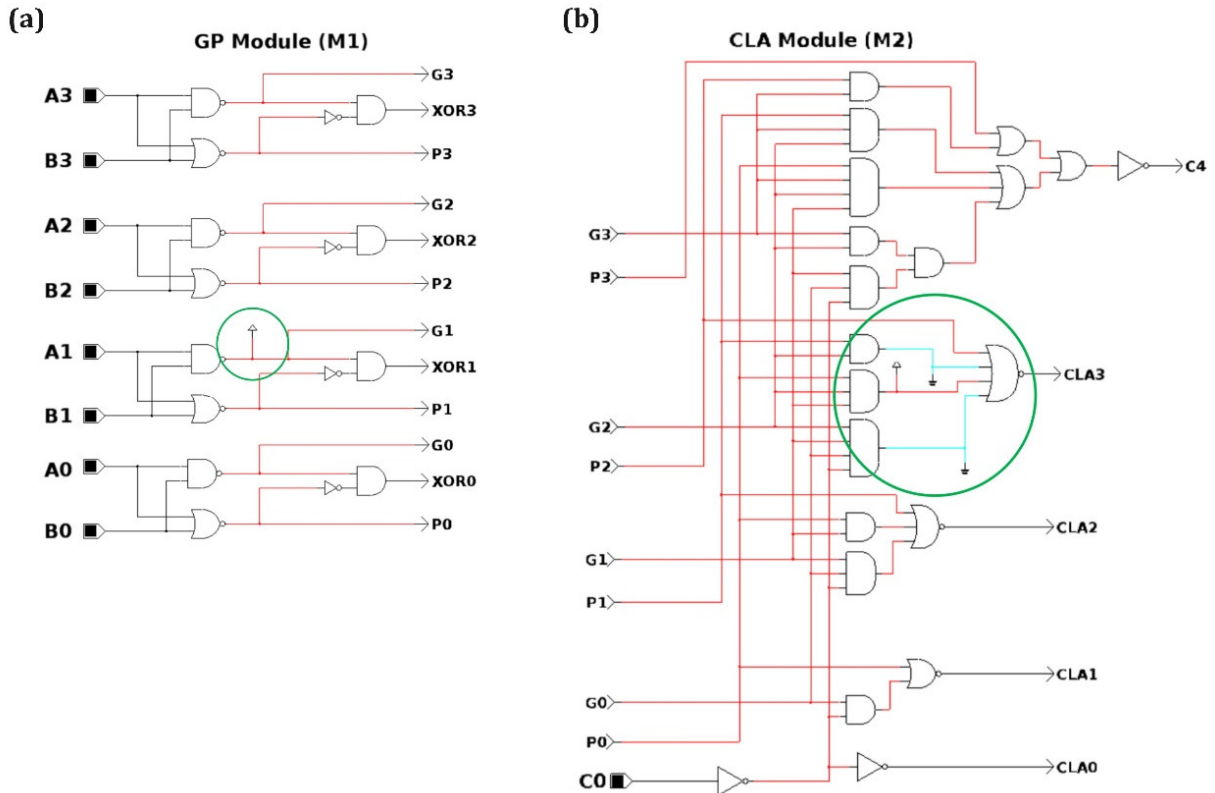 (a)
GP Module (M1)
A3
B3
G3
XOR3
P3
A2
B2
G2
XOR2
P2
A1
B1
G1
XOR1
P1
A0
B0
G0
XOR0
P0
(b)
CLA Module (M2)
C4
G3
P3
CLA3
G2
P2
CLA2
G1
P1
CLA1
G0
P0
C0
CLA0